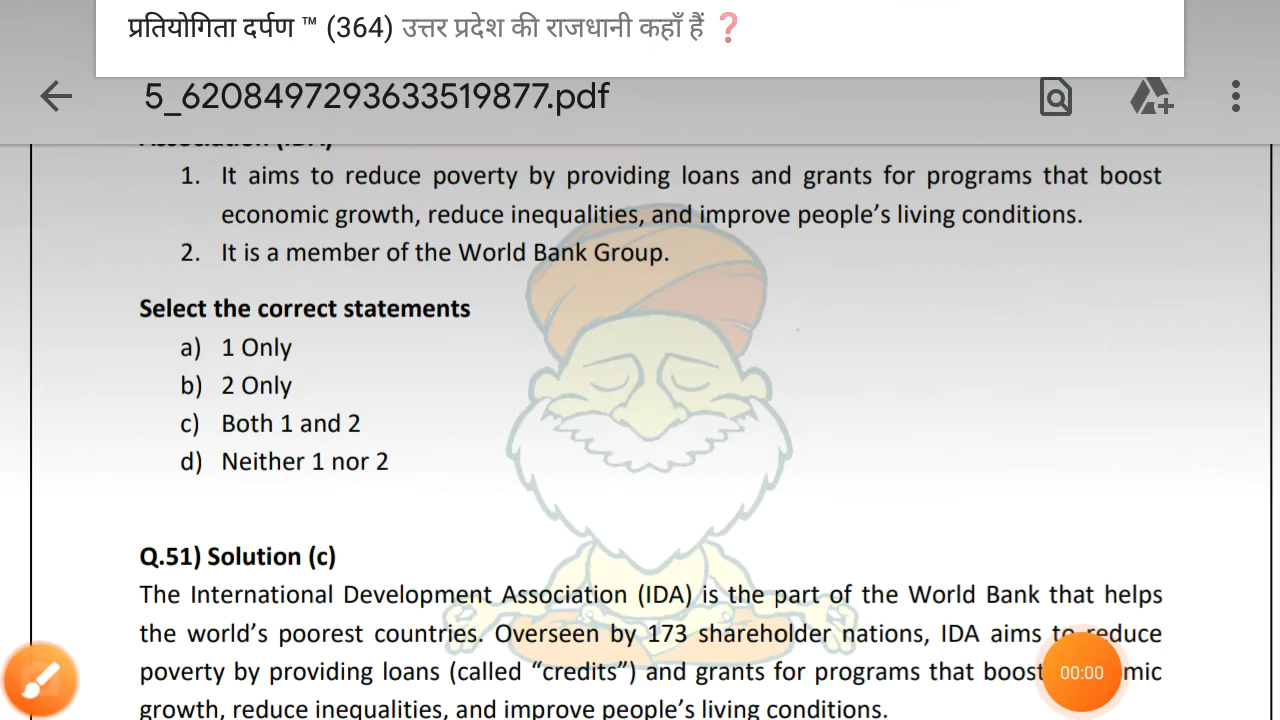 प्रतियोगिता दर्पण ™ (364) उत्तर प्रदेश की राजधानी कहाँ हैं ❓
5_6208497293633519877.pdf
Association (IDA)
1. It aims to reduce poverty by providing loans and grants for programs that boost
economic growth, reduce inequalities, and improve people's living conditions.
2. It is a member of the World Bank Group.
Select the correct statements
a) 1 Only
b) 2 Only
c) Both 1 and 2
d) Neither 1 nor 2
Q.51) Solution (c)
The International Development Association (IDA) is the part of the World Bank that helps
the world's poorest countries. Overseen by 173 shareholder nations, IDA aims to reduce
poverty by providing loans (called “credits”) and grants for programs that boost mic
growth, reduce inequalities, and improve people's living conditions.
00:00